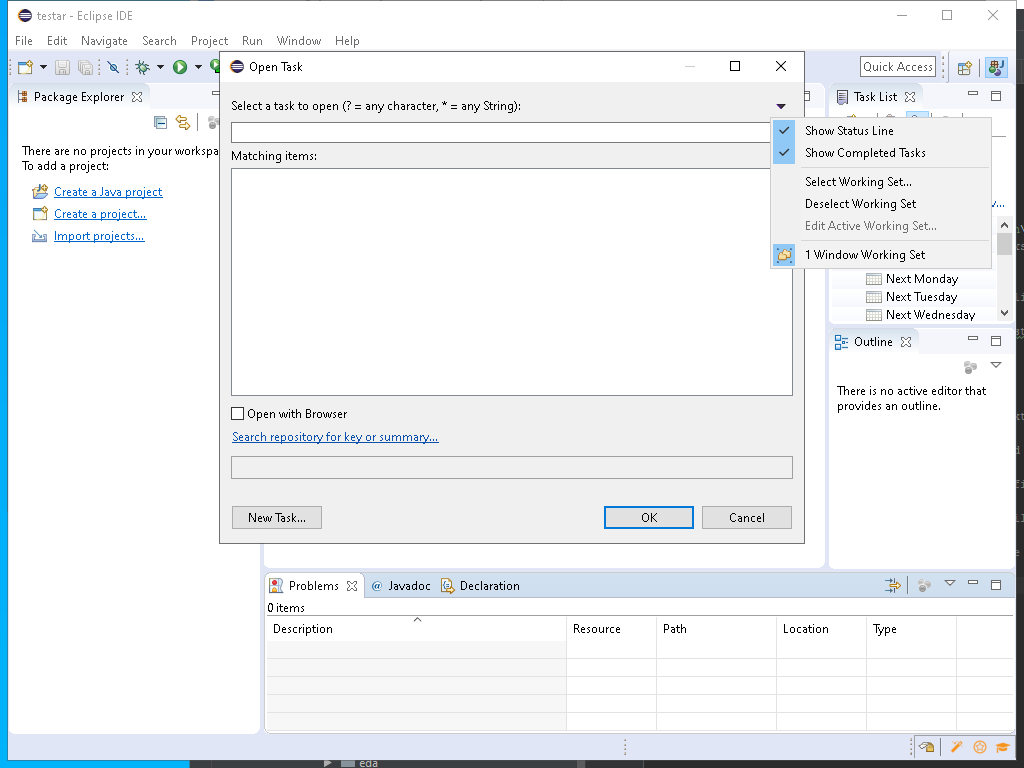 testar - Eclipse IDE
File Edit Navigate Search Project Run Window Help
Quick Access
Package Explorer
There are no projects in your workspa
To add a project:
Create a Java project
Create a project...
Import projects...
Open Task
Select a task to open (? = any character, * = any String):
Matching items:
Open with Browser
Search repository for key or summary...
New Task...
OK
Cancel
Task List
Show Status Line
Show Completed Tasks
Select Working Set...
Deselect Working Set
Edit Active Working Set...
1 Window Working Set
Next Monday
Next Tuesday
Next Wednesday
Outline
There is no active editor that
provides an outline.
Problems
@ Javadoc
Declaration
0 items
Description Resource Path Location Type
eda